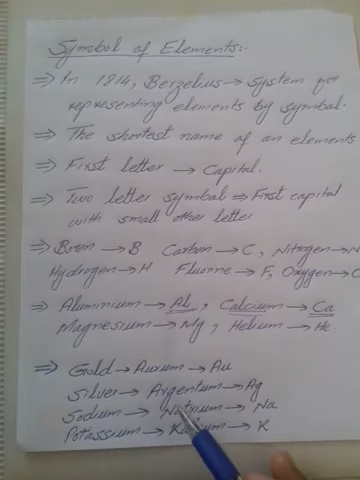 Symbol of Elements:-
⇒ In 1814, Berzelius → system for
representing elements by symbol.
⇒ The shortest name of an elements
⇒ First letter → Capital.
⇒ Two letter symbol ⇒ First capital
with small other letter.
⇒ Boron → B Carbon → C, Nitrogen → N
Hydrogen → H Fluorine → F, Oxygen →
⇒ Aluminium → Al, Calcium → Ca
Magnesium → Mg, Helium → He
⇒ Gold → Aurum → Au
Silver → Argentum → Ag
Sodium → Natrium → Na
Potassium → Kalium → K